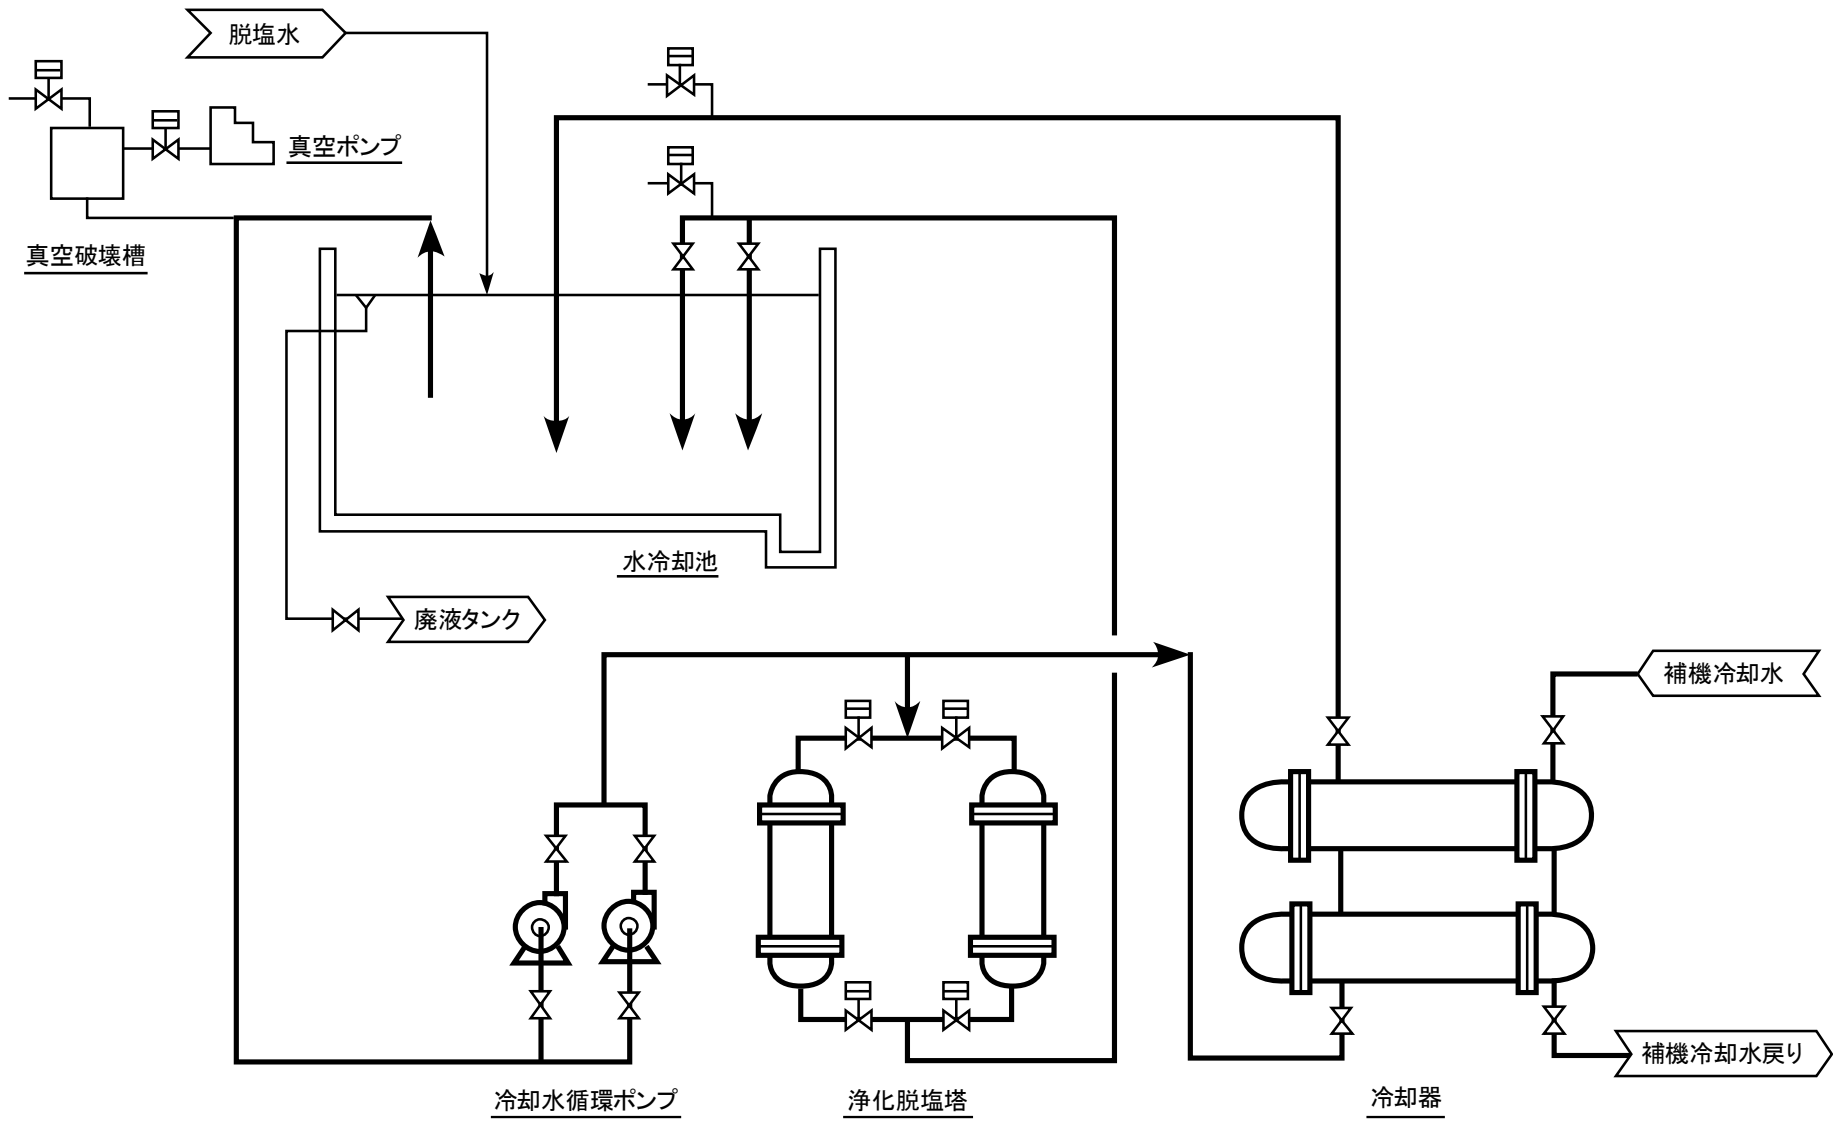 脱塩水
真空ポンプ
真空破壊槽
水冷却池
廃液タンク
補機冷却水
補機冷却水戻り
冷却水循環ポンプ
浄化脱塩塔
冷却器